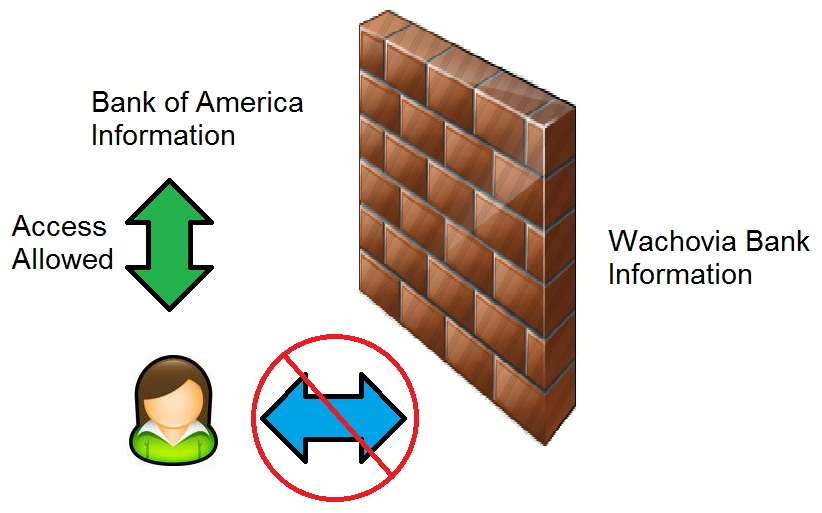 Bank of America
Information
Access
Allowed
Wachovia Bank
Information